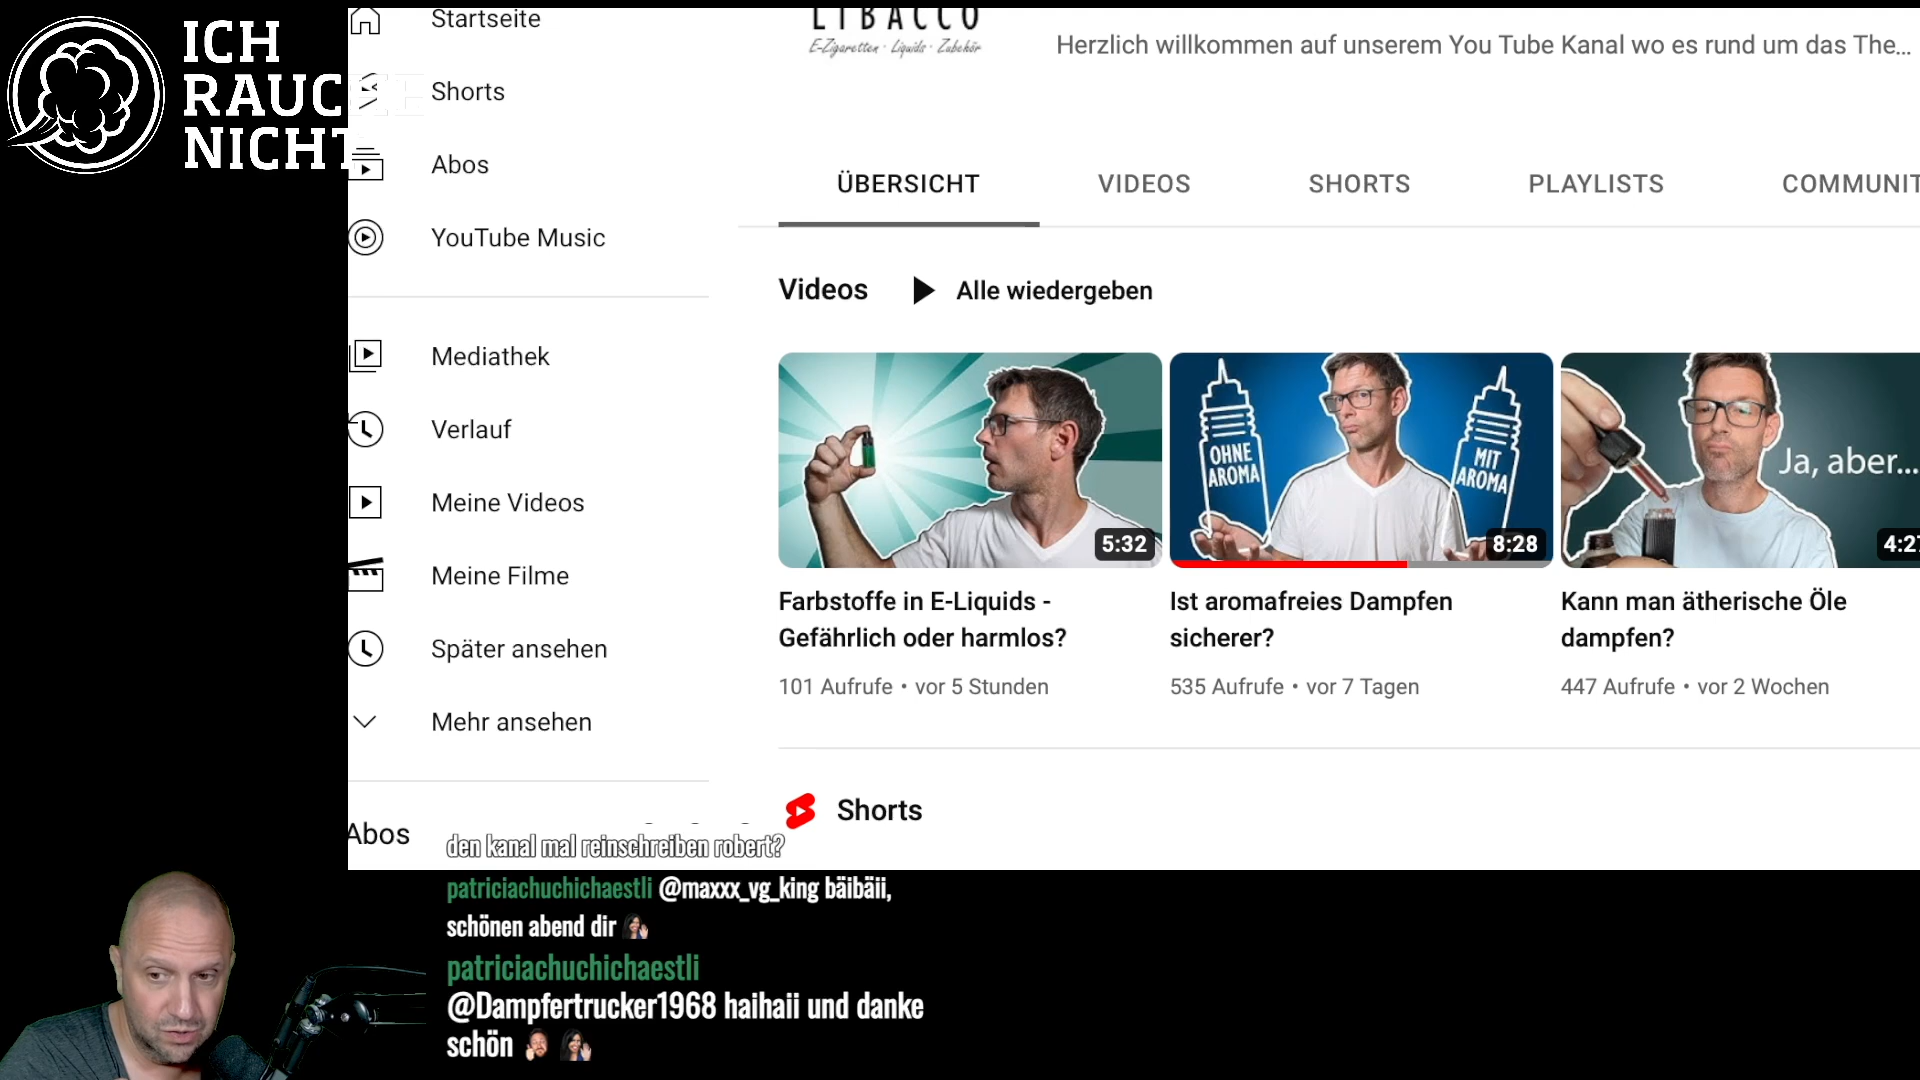 ICH
RAUCHE
NICHT
Startseite
Shorts
Abos
YouTube Music
Mediathek
Verlauf
Meine Videos
Meine Filme
Später ansehen
Mehr ansehen
Abos
LIBACCO
E-Zigaretten · Liquids · Zubehör
Herzlich willkommen auf unserem You Tube Kanal wo es rund um das The...
ÜBERSICHT VIDEOS SHORTS PLAYLISTS COMMUNIT
Videos Alle wiedergeben
5:32
OHNE
AROMA
MIT
AROMA
8:28
Ja, aber...
4:27
Farbstoffe in E-Liquids -
Gefährlich oder harmlos?
101 Aufrufe • vor 5 Stunden
Ist aromafreies Dampfen
sicherer?
535 Aufrufe • vor 7 Tagen
Kann man ätherische Öle
dampfen?
447 Aufrufe • vor 2 Wochen
Shorts
den kanal mal reinschreiben robert?
patriciachuchichaestli @maxxx_vg_king bäibäii,
schönen abend dir
patriciachuchichaestli
@Dampfertrucker1968 haihaii und danke
schön